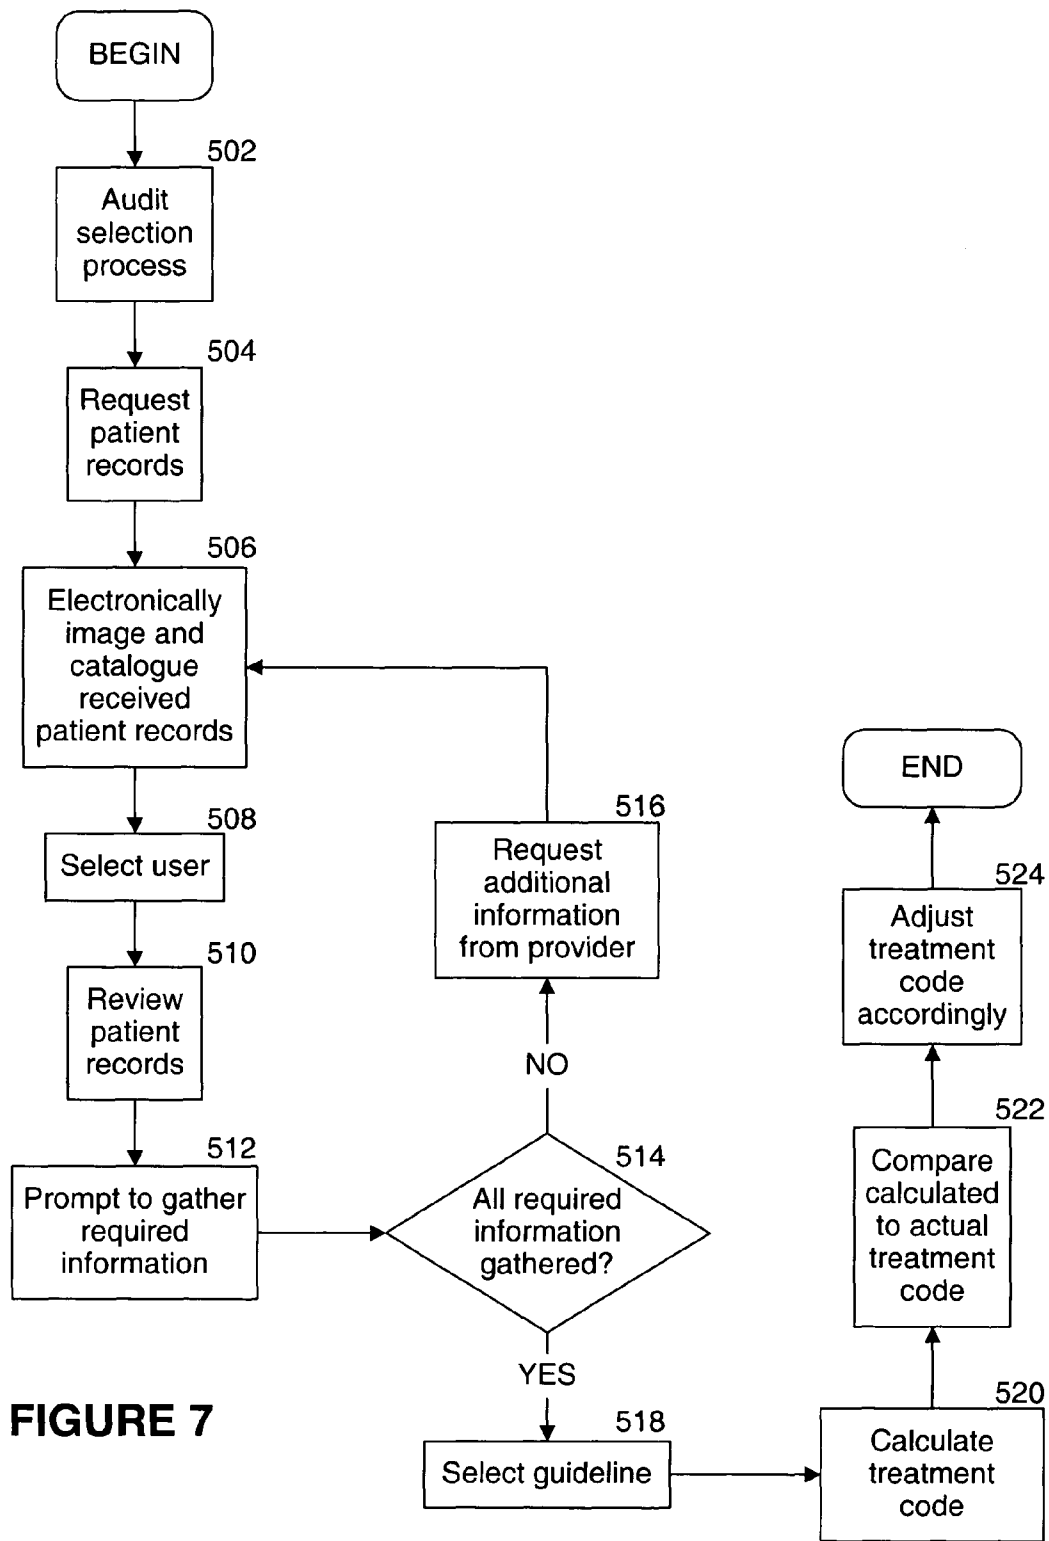 BEGIN
502
Audit
selection
process
504
Request
patient
records
506
Electronically
image and
catalogue
received
patient records
508
Select user
510
Review
patient
records
512
Prompt to gather
required
information
514
All required
information
gathered?
NO
516
Request
additional
information
from provider
YES
518
Select guideline
520
Calculate
treatment
code
522
Compare
calculated
to actual
treatment
code
524
Adjust
treatment
code
accordingly
END
FIGURE 7